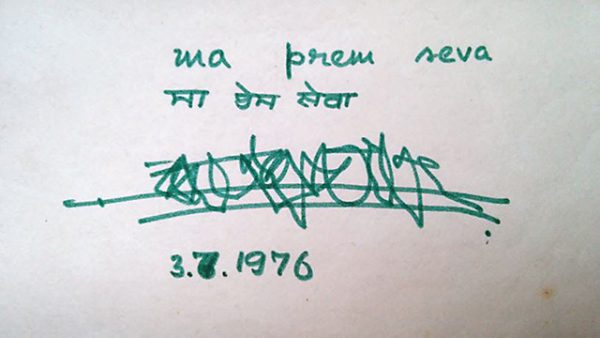 ma prem seva
मा प्रेम सेवा
3.7.1976